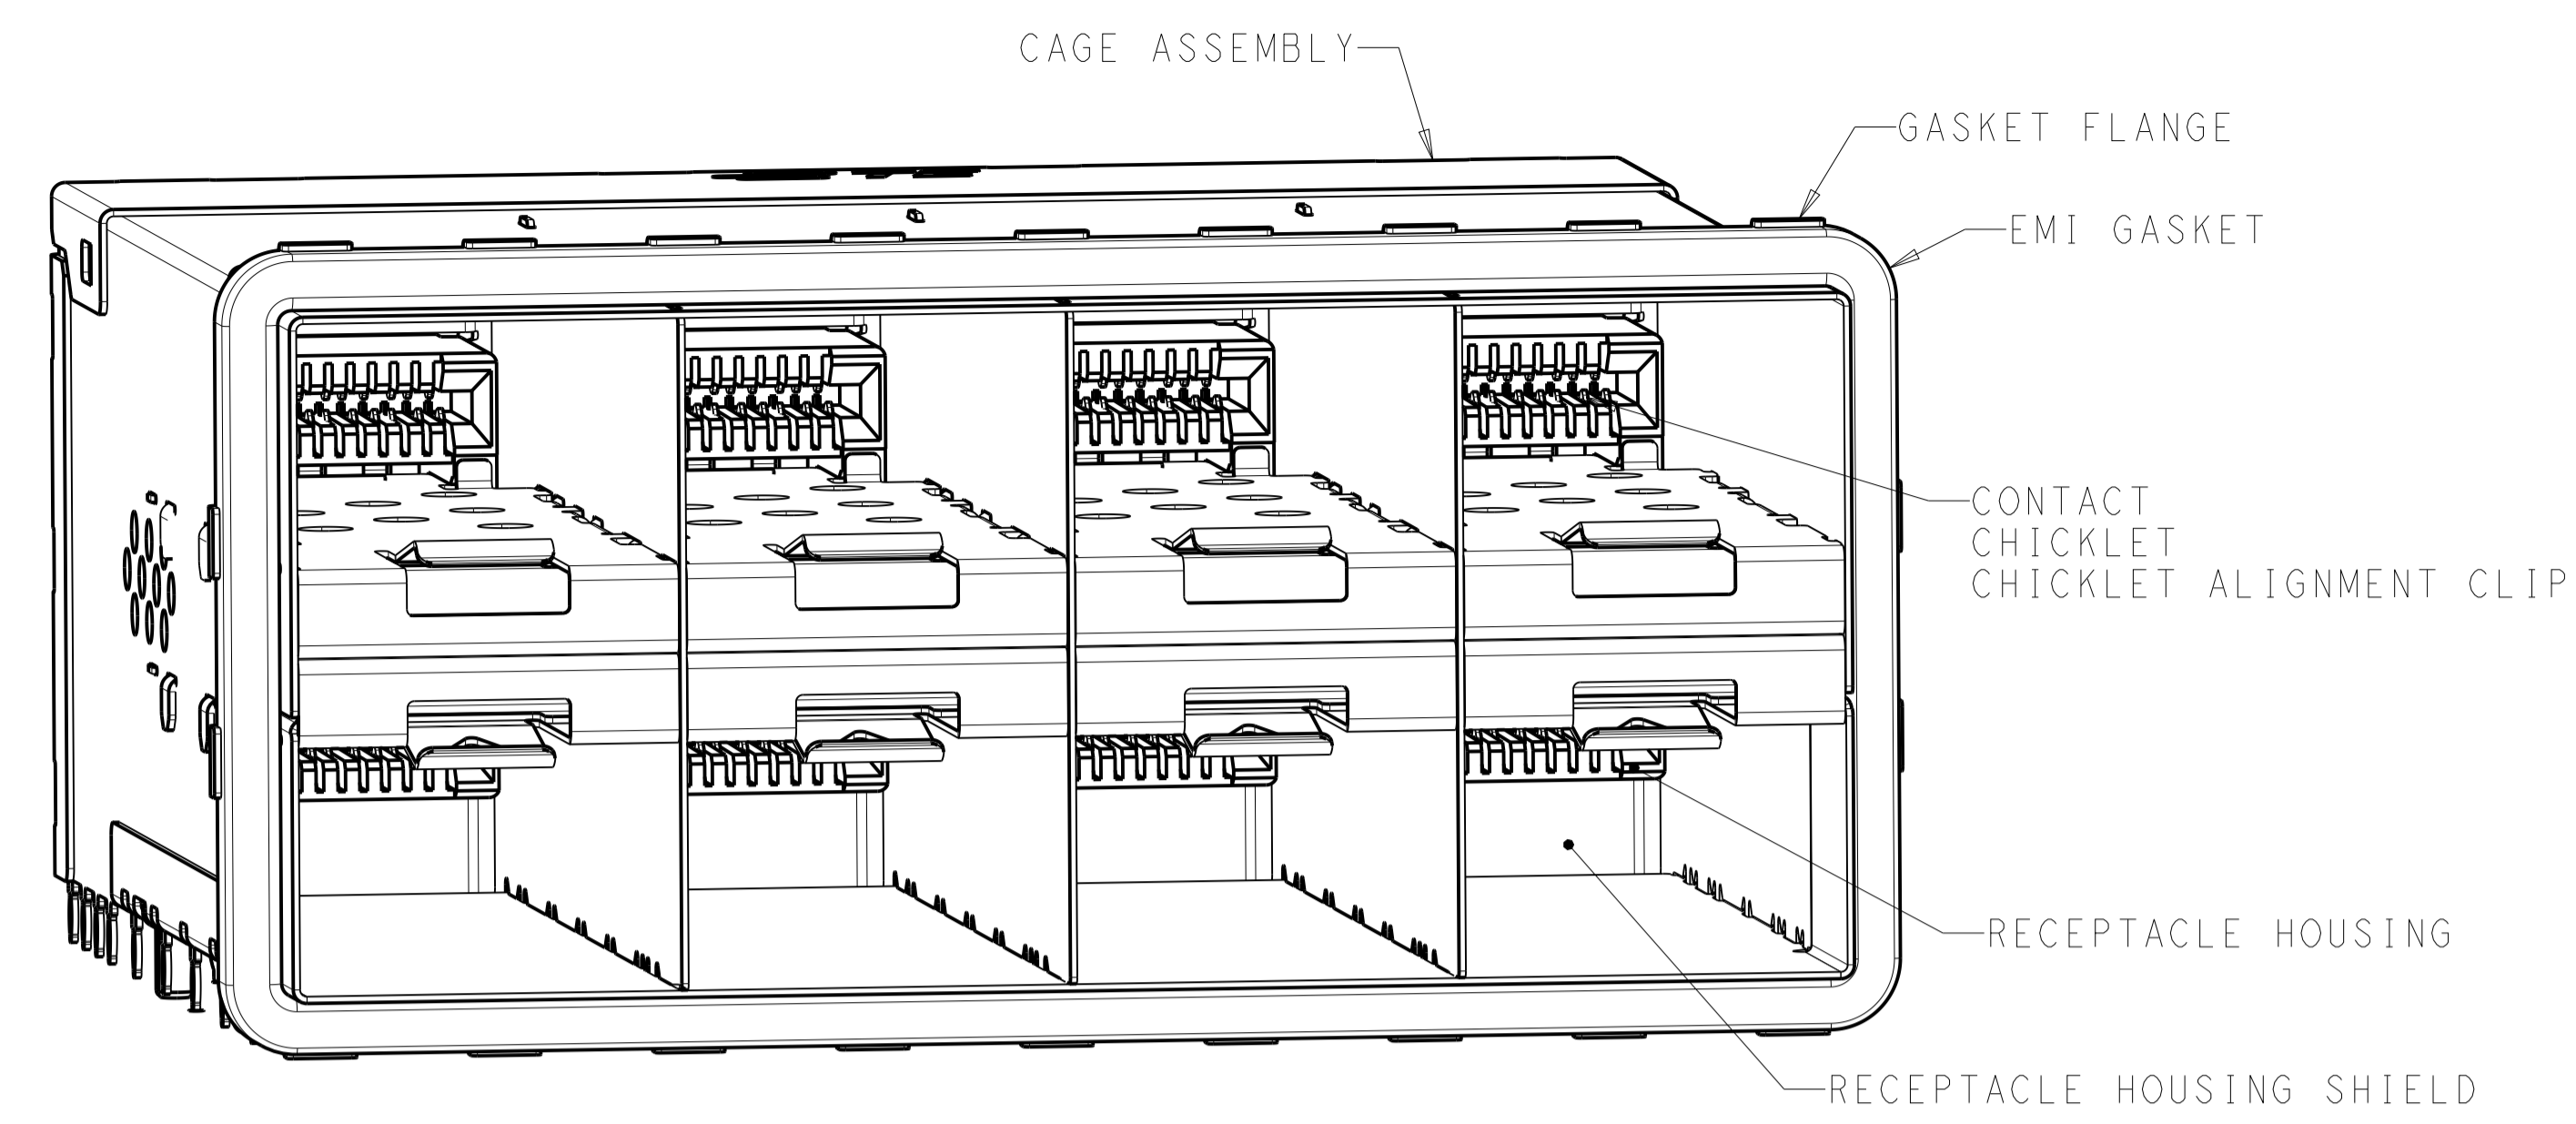 CAGE ASSEMBLY
GASKET FLANGE
EMI GASKET
CONTACT
CHICKLET
CHICKLET ALIGNMENT CLIP
RECEPTACLE HOUSING
RECEPTACLE HOUSING SHIELD